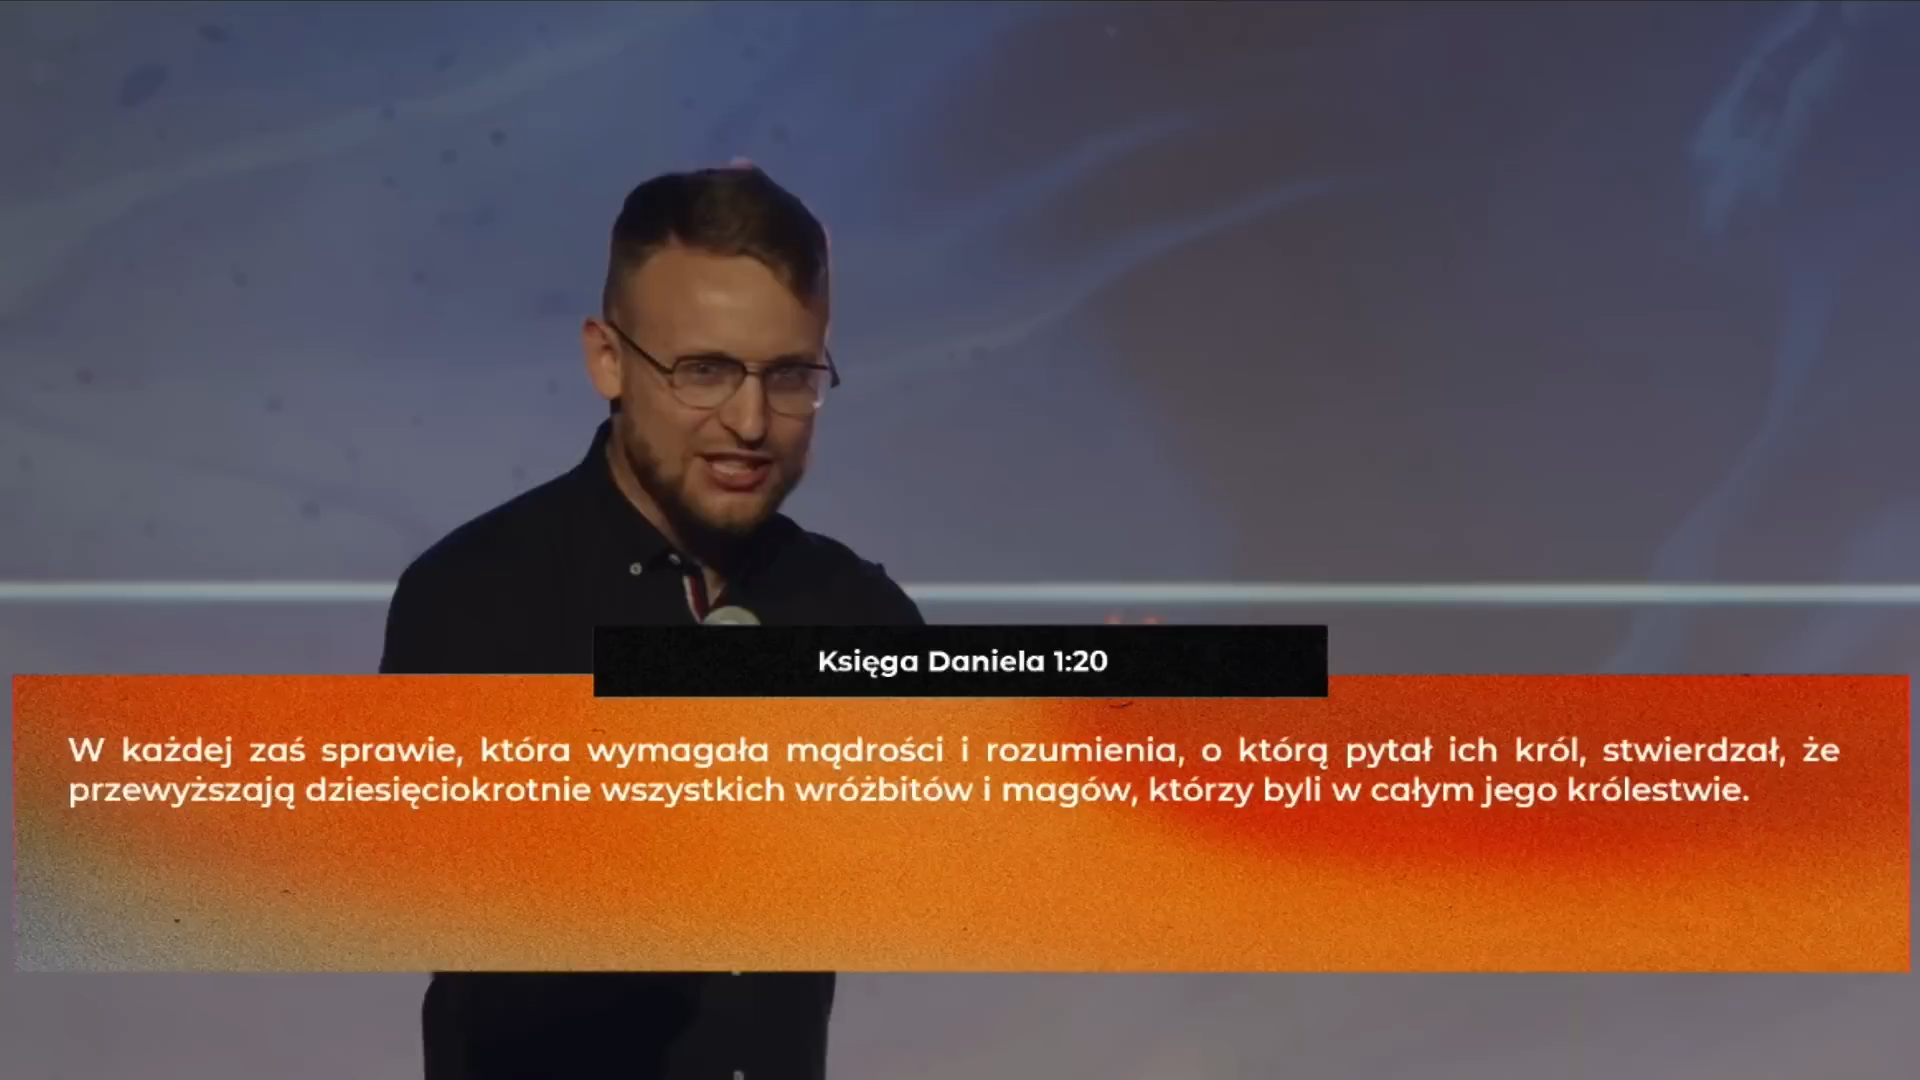 Księga Daniela 1:20
W każdej zaś sprawie, która wymagała mądrości i rozumienia, o którą pytał ich król, stwierdzał, że
przewyższają dziesięciokrotnie wszystkich wróżbitów i magów, którzy byli w całym jego królestwie.